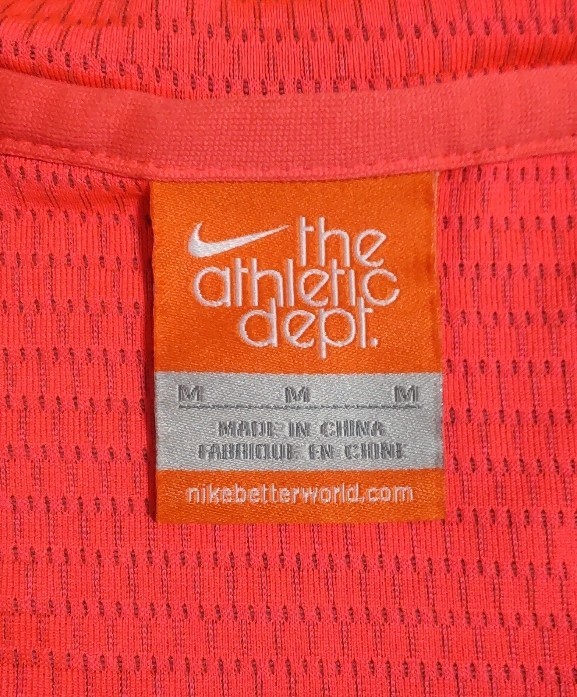 the
athletic
dept.
M M M
MADE IN CHINA
FABRIQUE EN CHINE
nikebetterworld.com